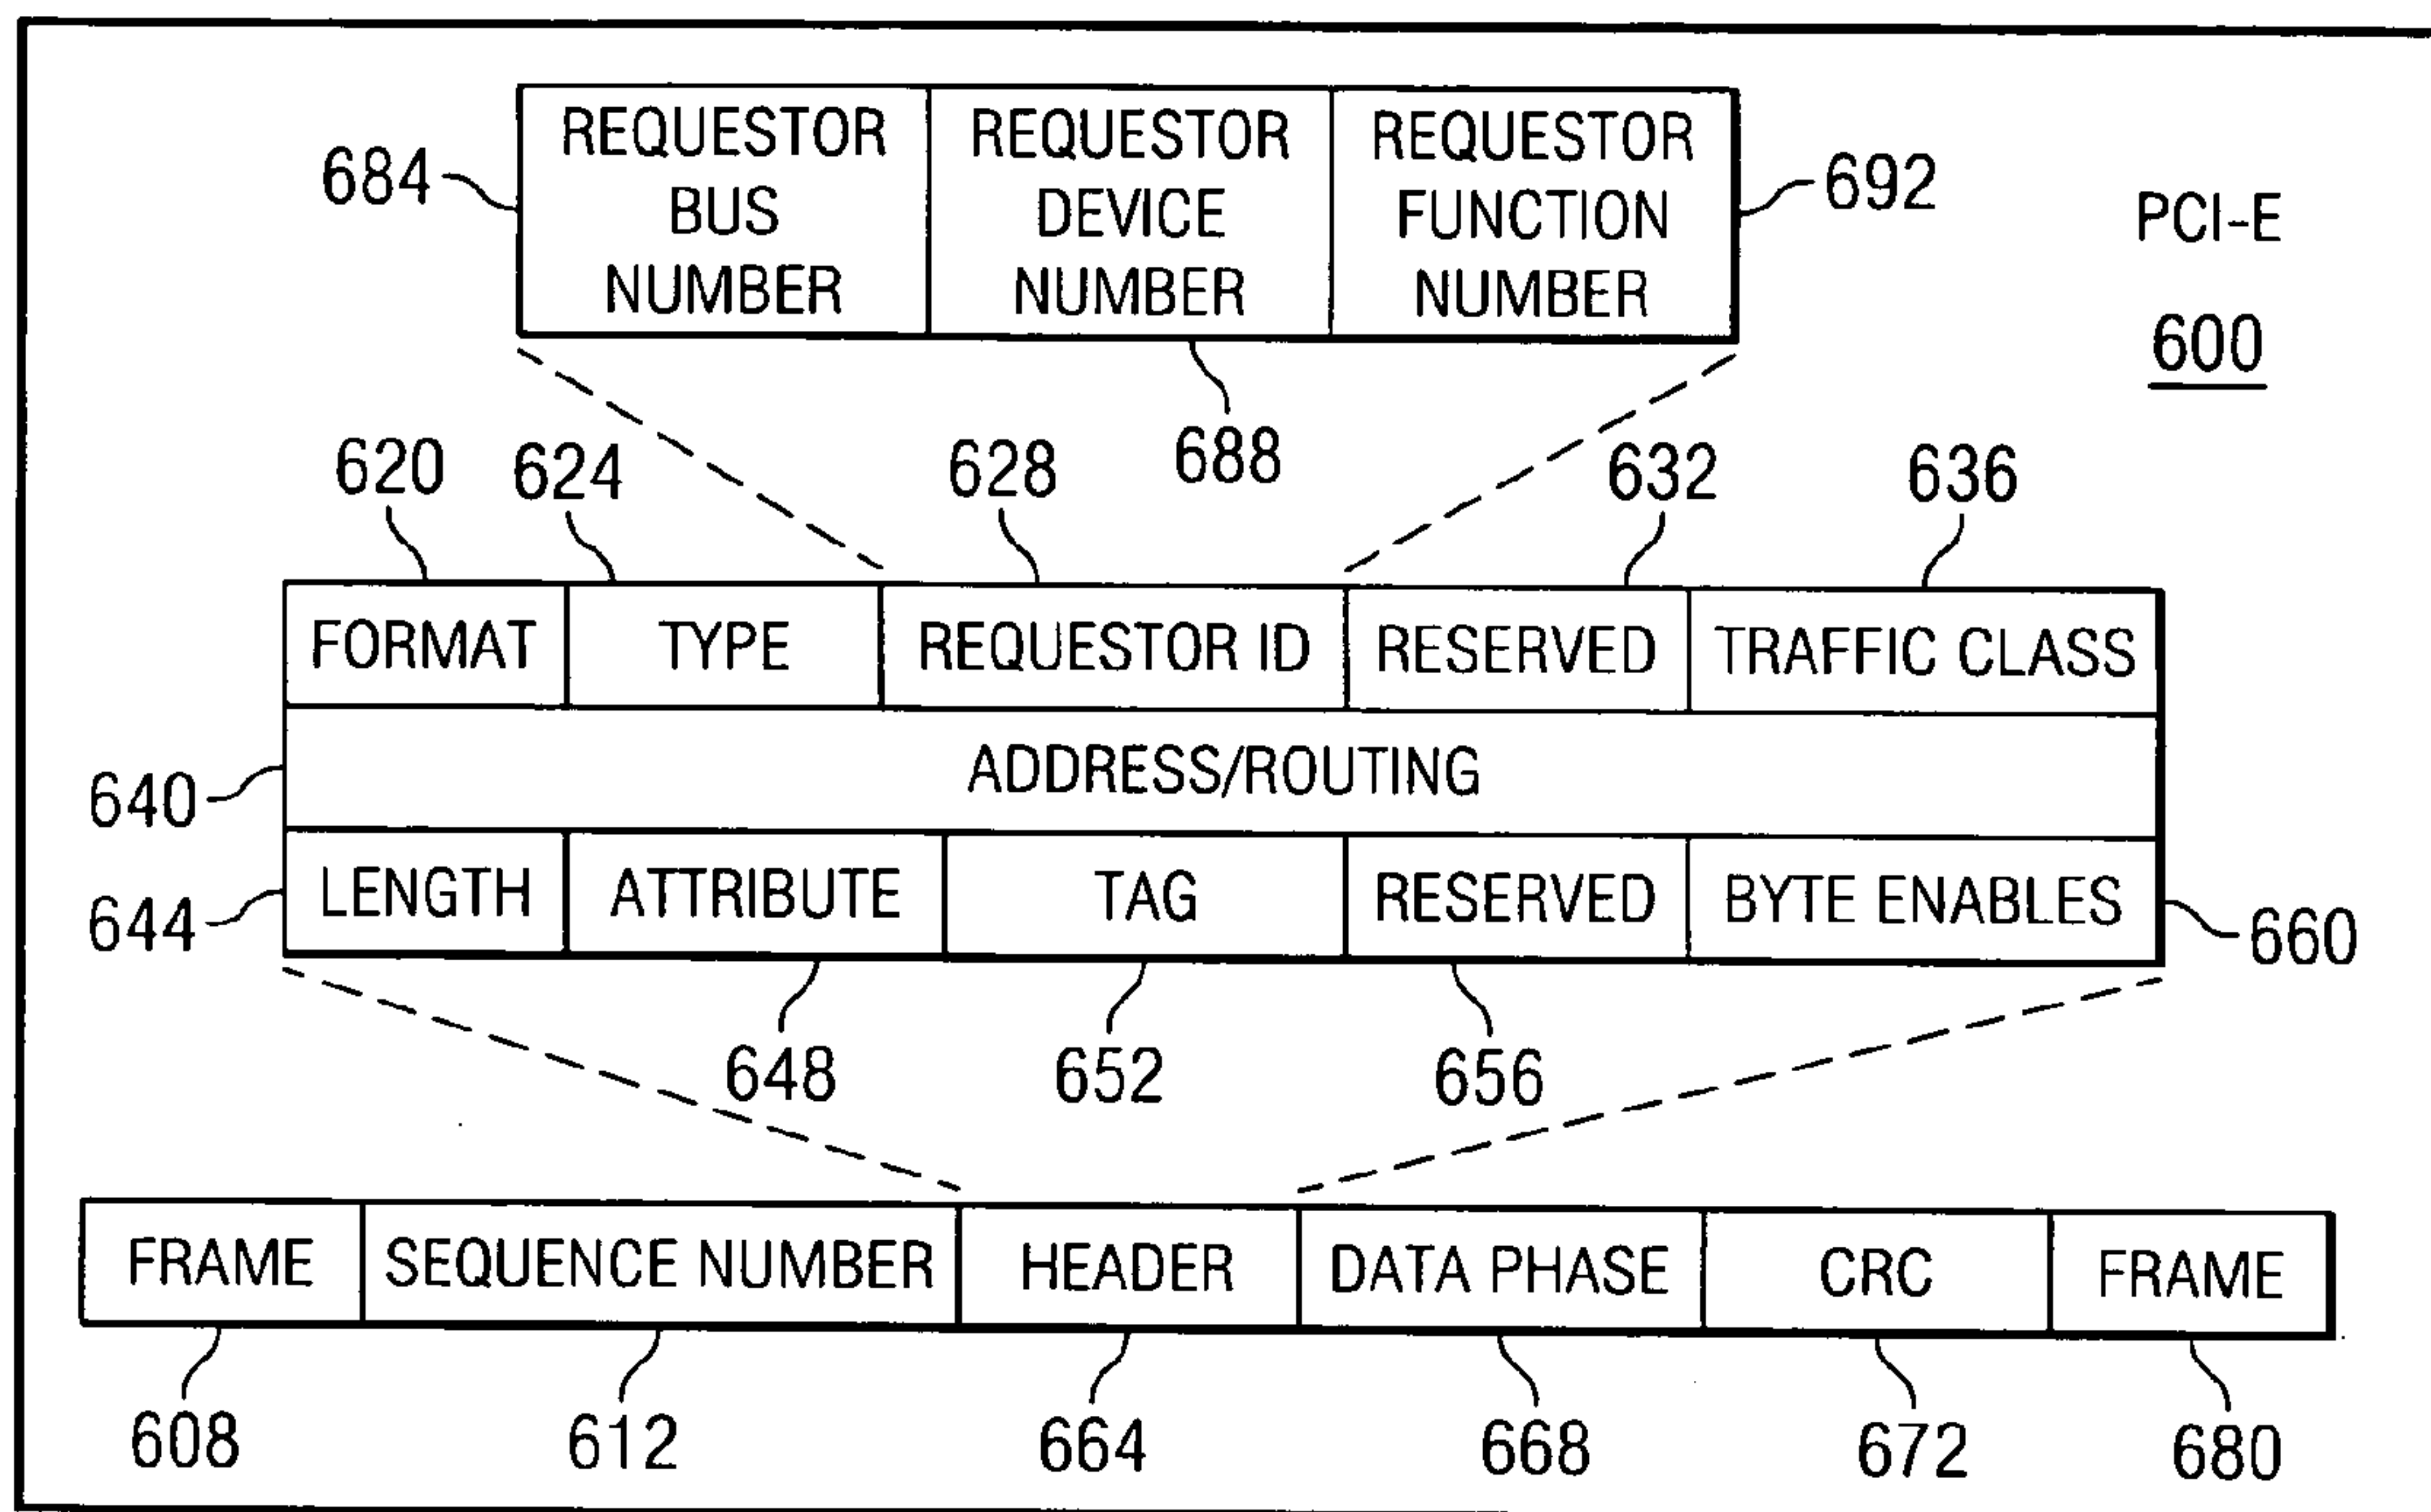 REQUESTOR BUS NUMBER
REQUESTOR DEVICE NUMBER
REQUESTOR FUNCTION NUMBER
684
692
PCI-E
600
688
620
624
628
632
636
FORMAT
TYPE
REQUESTOR ID
RESERVED
TRAFFIC CLASS
640
ADDRESS/ROUTING
644
LENGTH
ATTRIBUTE
TAG
RESERVED
BYTE ENABLES
660
648
652
656
FRAME
SEQUENCE NUMBER
HEADER
DATA PHASE
CRC
FRAME
608
612
664
668
672
680